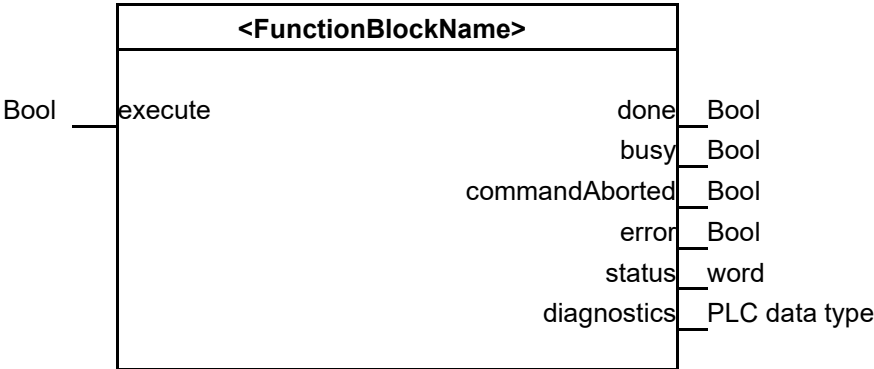 <FunctionBlockName>
Bool execute done Bool
busy Bool
commandAborted Bool
error Bool
status word
diagnostics PLC data type